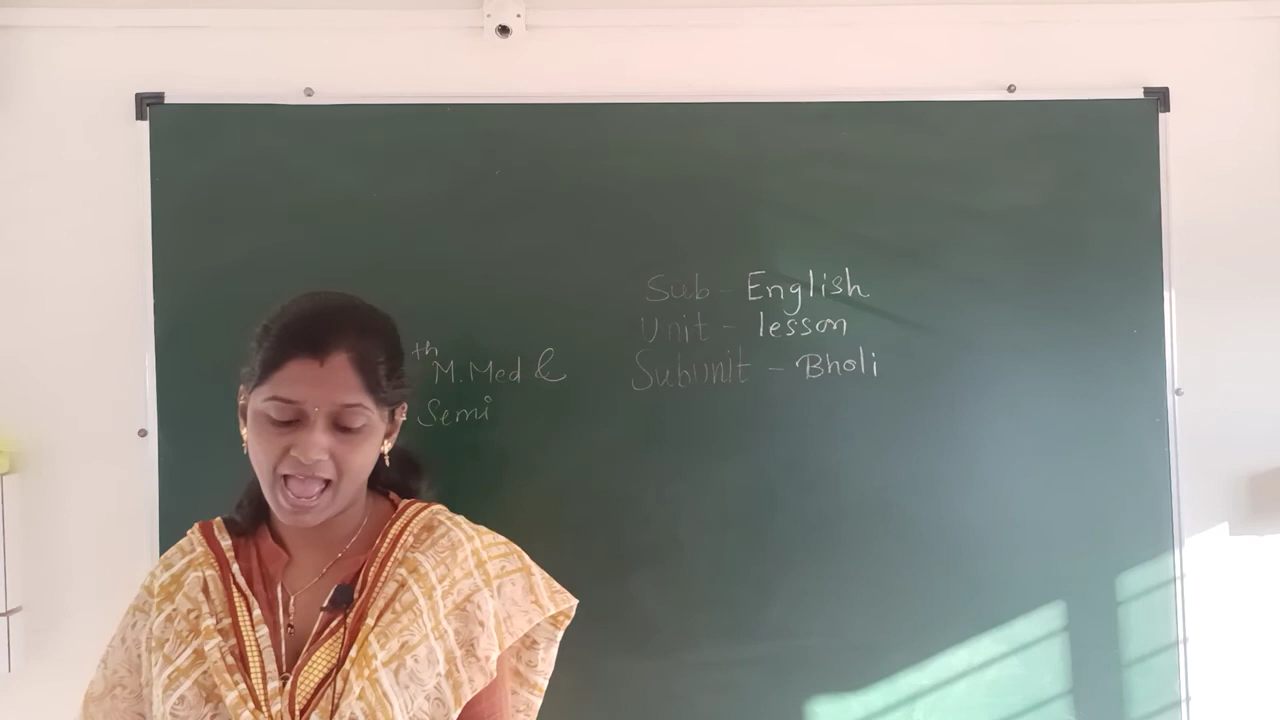 th
M.Med &
Semi
Sub - English
Unit - lesson
Subunit - Bholi